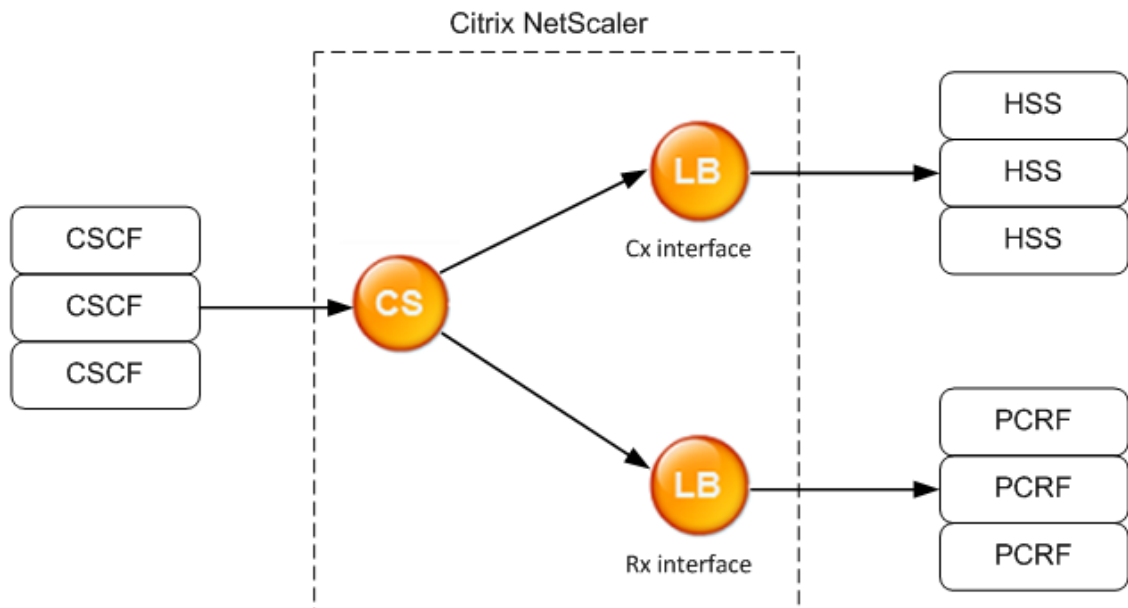 Citrix NetScaler
CSCF
CSCF
CSCF
CS
LB
Cx interface
LB
Rx interface
HSS
HSS
HSS
PCRF
PCRF
PCRF